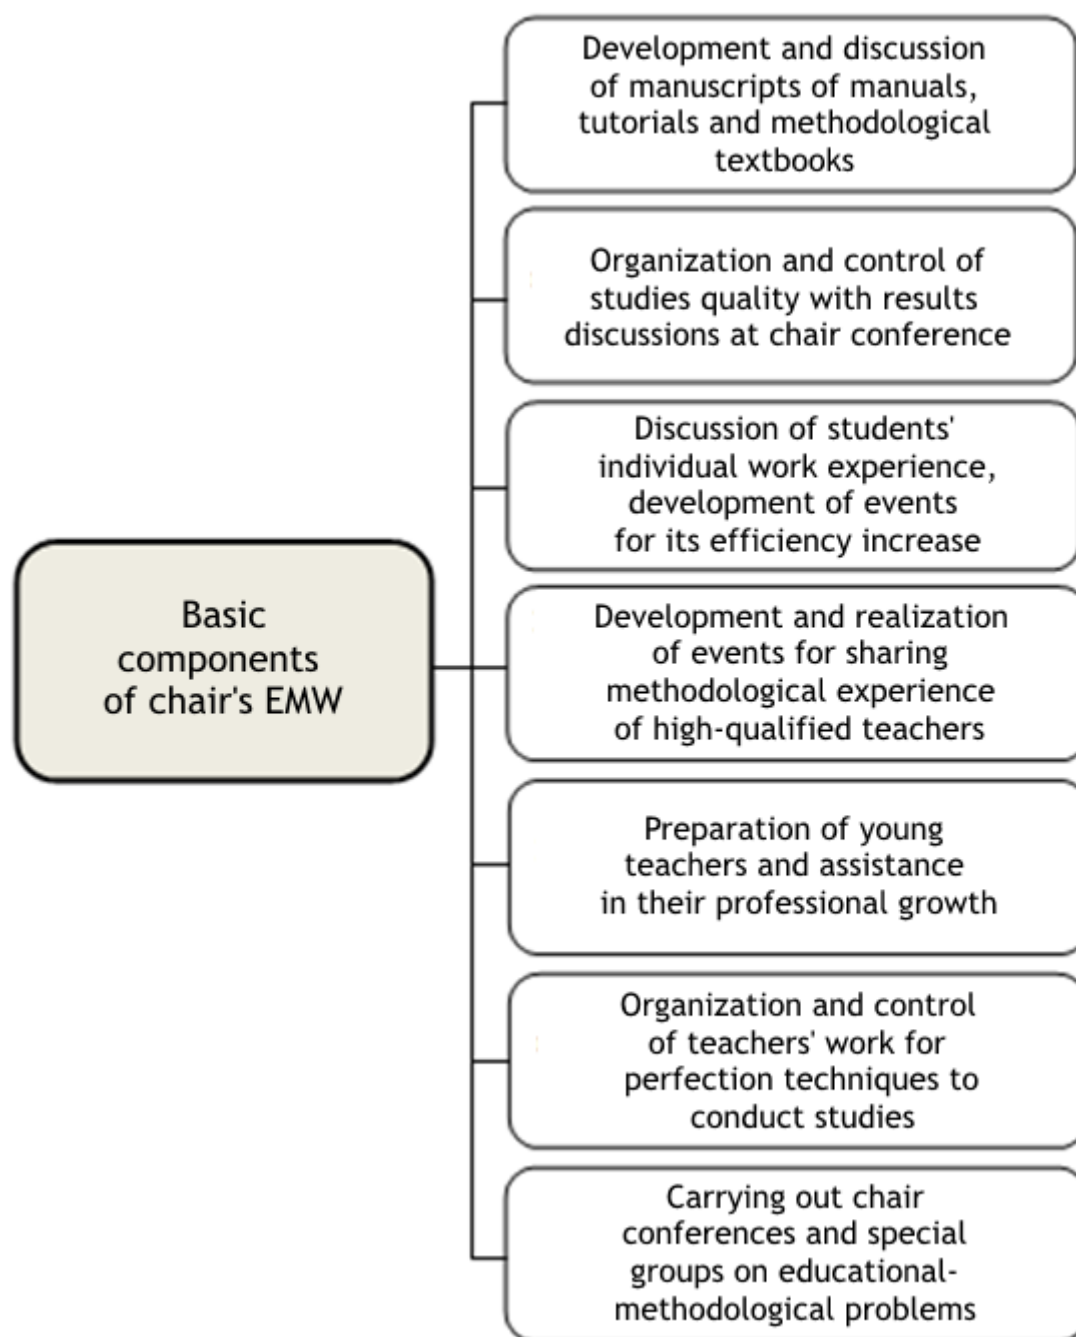 Development and discussion
of manuscripts of manuals,
tutorials and methodological
textbooks
Organization and control of
studies quality with results
discussions at chair conference
Discussion of students'
individual work experience,
development of events
for its efficiency increase
Basic
components
of chair's EMW
Development and realization
of events for sharing
methodological experience
of high-qualified teachers
Preparation of young
teachers and assistance
in their professional growth
Organization and control
of teachers' work for
perfection techniques to
conduct studies
Carrying out chair
conferences and special
groups on educational-
methodological problems